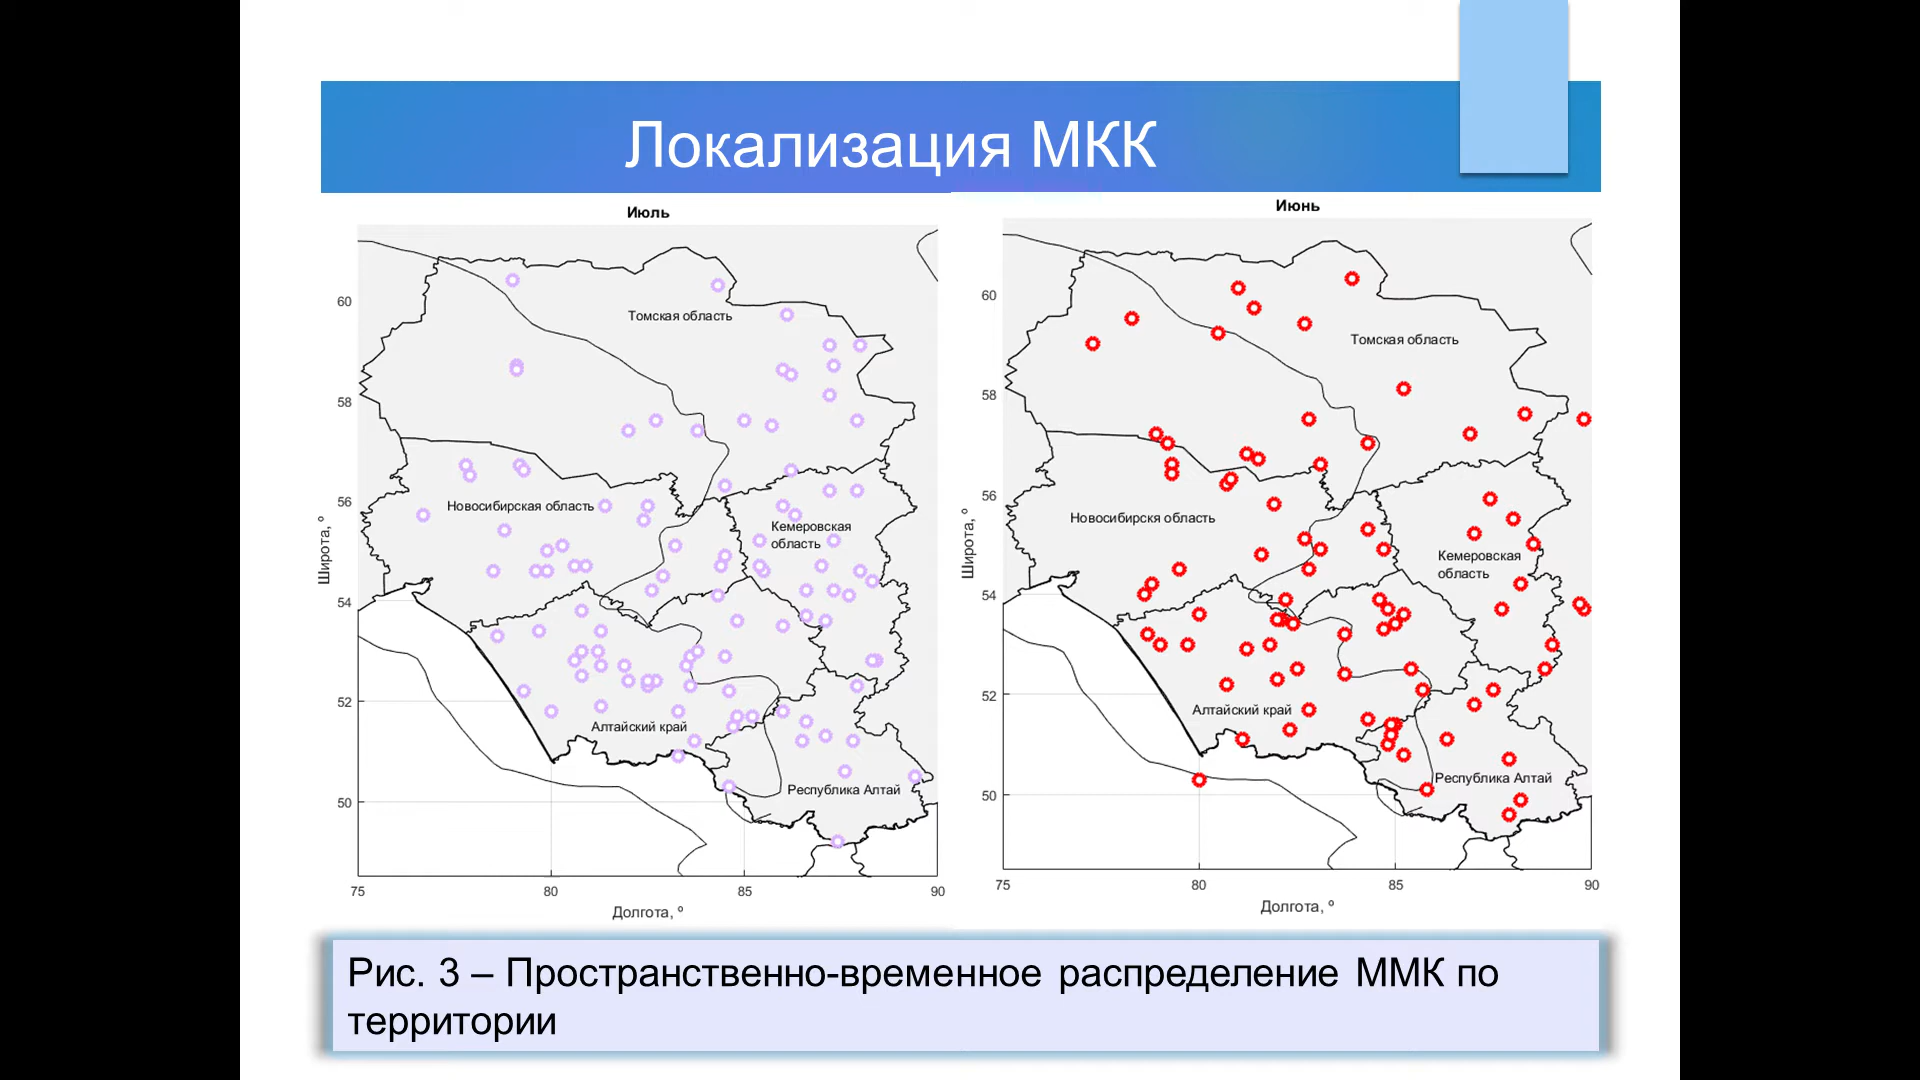 Локализация МКК
Июль
60
58
56
54
52
50
Широта, º
Томская область
Новосибирская область
Кемеровская
область
Алтайский край
Республика Алтай
75
80
85
90
Долгота, º
Июнь
60
58
56
54
52
50
Широта, º
Томская область
Новосибирскя область
Кемеровская
область
Алтайский край
Республика Алтай
75
80
85
90
Долгота, º
Рис. 3 – Пространственно-временное распределение ММК по
территории